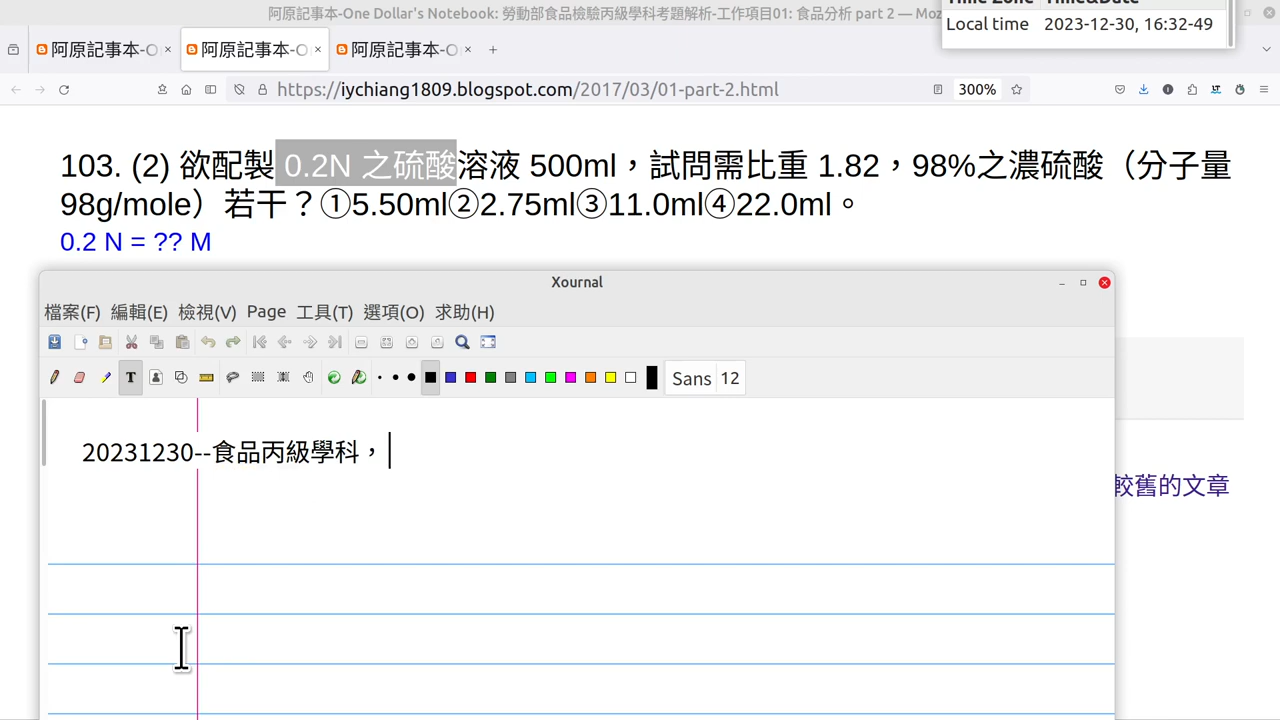 阿原記事本-One Dollar's Notebook: 勞動部食品檢驗丙級學科考題解析-工作項目01: 食品分析 part 2 — Moz
Time Zone Time&Date
Local time 2023-12-30, 16:32-49
阿原記事本-O × 阿原記事本-O × 阿原記事本-O × +
https://iychiang1809.blogspot.com/2017/03/01-part-2.html 300%
103. (2) 欲配製 0.2N 之硫酸溶液 500ml，試問需比重 1.82，98%之濃硫酸（分子量
98g/mole）若干？①5.50ml②2.75ml③11.0ml④22.0ml。
0.2 N = ?? M
Xournal
檔案(F) 編輯(E) 檢視(V) Page 工具(T) 選項(O) 求助(H)
T Sans 12
20231230--食品丙級學科，
較舊的文章